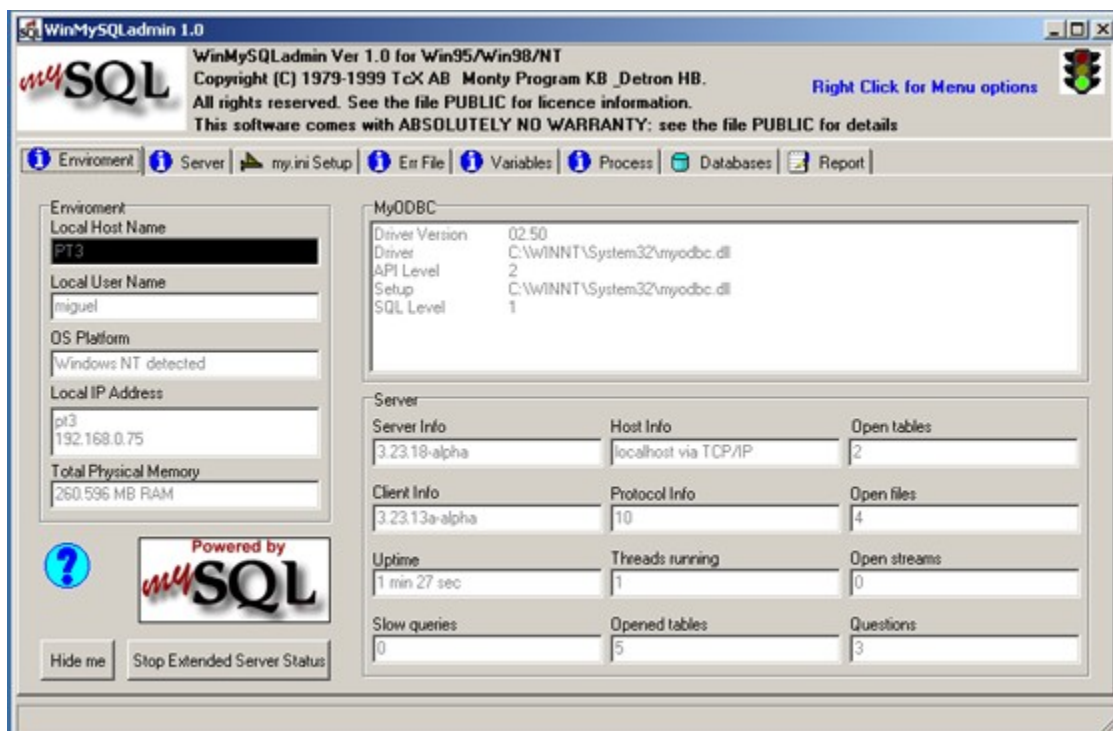 WinMySQLadmin 1.0
mySQL
WinMySQLadmin Ver 1.0 for Win95/Win98/NT
Copyright (C) 1979-1999 TcX AB Monty Program KB _Detron HB.
All rights reserved. See the file PUBLIC for licence information.
This software comes with ABSOLUTELY NO WARRANTY: see the file PUBLIC for details
Right Click for Menu options
Enviroment Server my.ini Setup Err File Variables Process Databases Report
Enviroment
Local Host Name
PT3
Local User Name
miguel
OS Platform
Windows NT detected
Local IP Address
pt3
192.168.0.75
Total Physical Memory
260.596 MB RAM
Powered by
mySQL
Hide me Stop Extended Server Status
MyODBC
Driver Version 02.50
Driver C:\WINNT\System32\myodbc.dll
API Level 2
Setup C:\WINNT\System32\myodbc.dll
SQL Level 1
Server
Server Info Host Info Open tables
3.23.18-alpha localhost via TCP/IP 2
Client Info Protocol Info Open files
3.23.13a-alpha 10 4
Uptime Threads running Open streams
1 min 27 sec 1 0
Slow queries Opened tables Questions
0 5 3